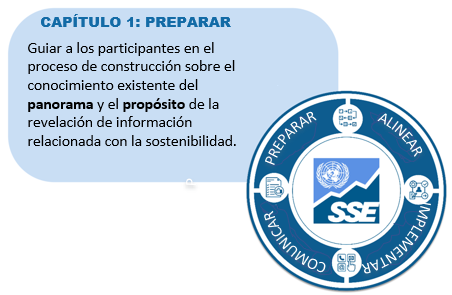 CAPÍTULO 1: PREPARAR
Guiar a los participantes en el
proceso de construcción sobre el
conocimiento existente del
panorama y el propósito de la
revelación de información
relacionada con la sostenibilidad.
PREPARAR
ALINEAR
IMPLEMENTAR
COMUNICAR
SSE